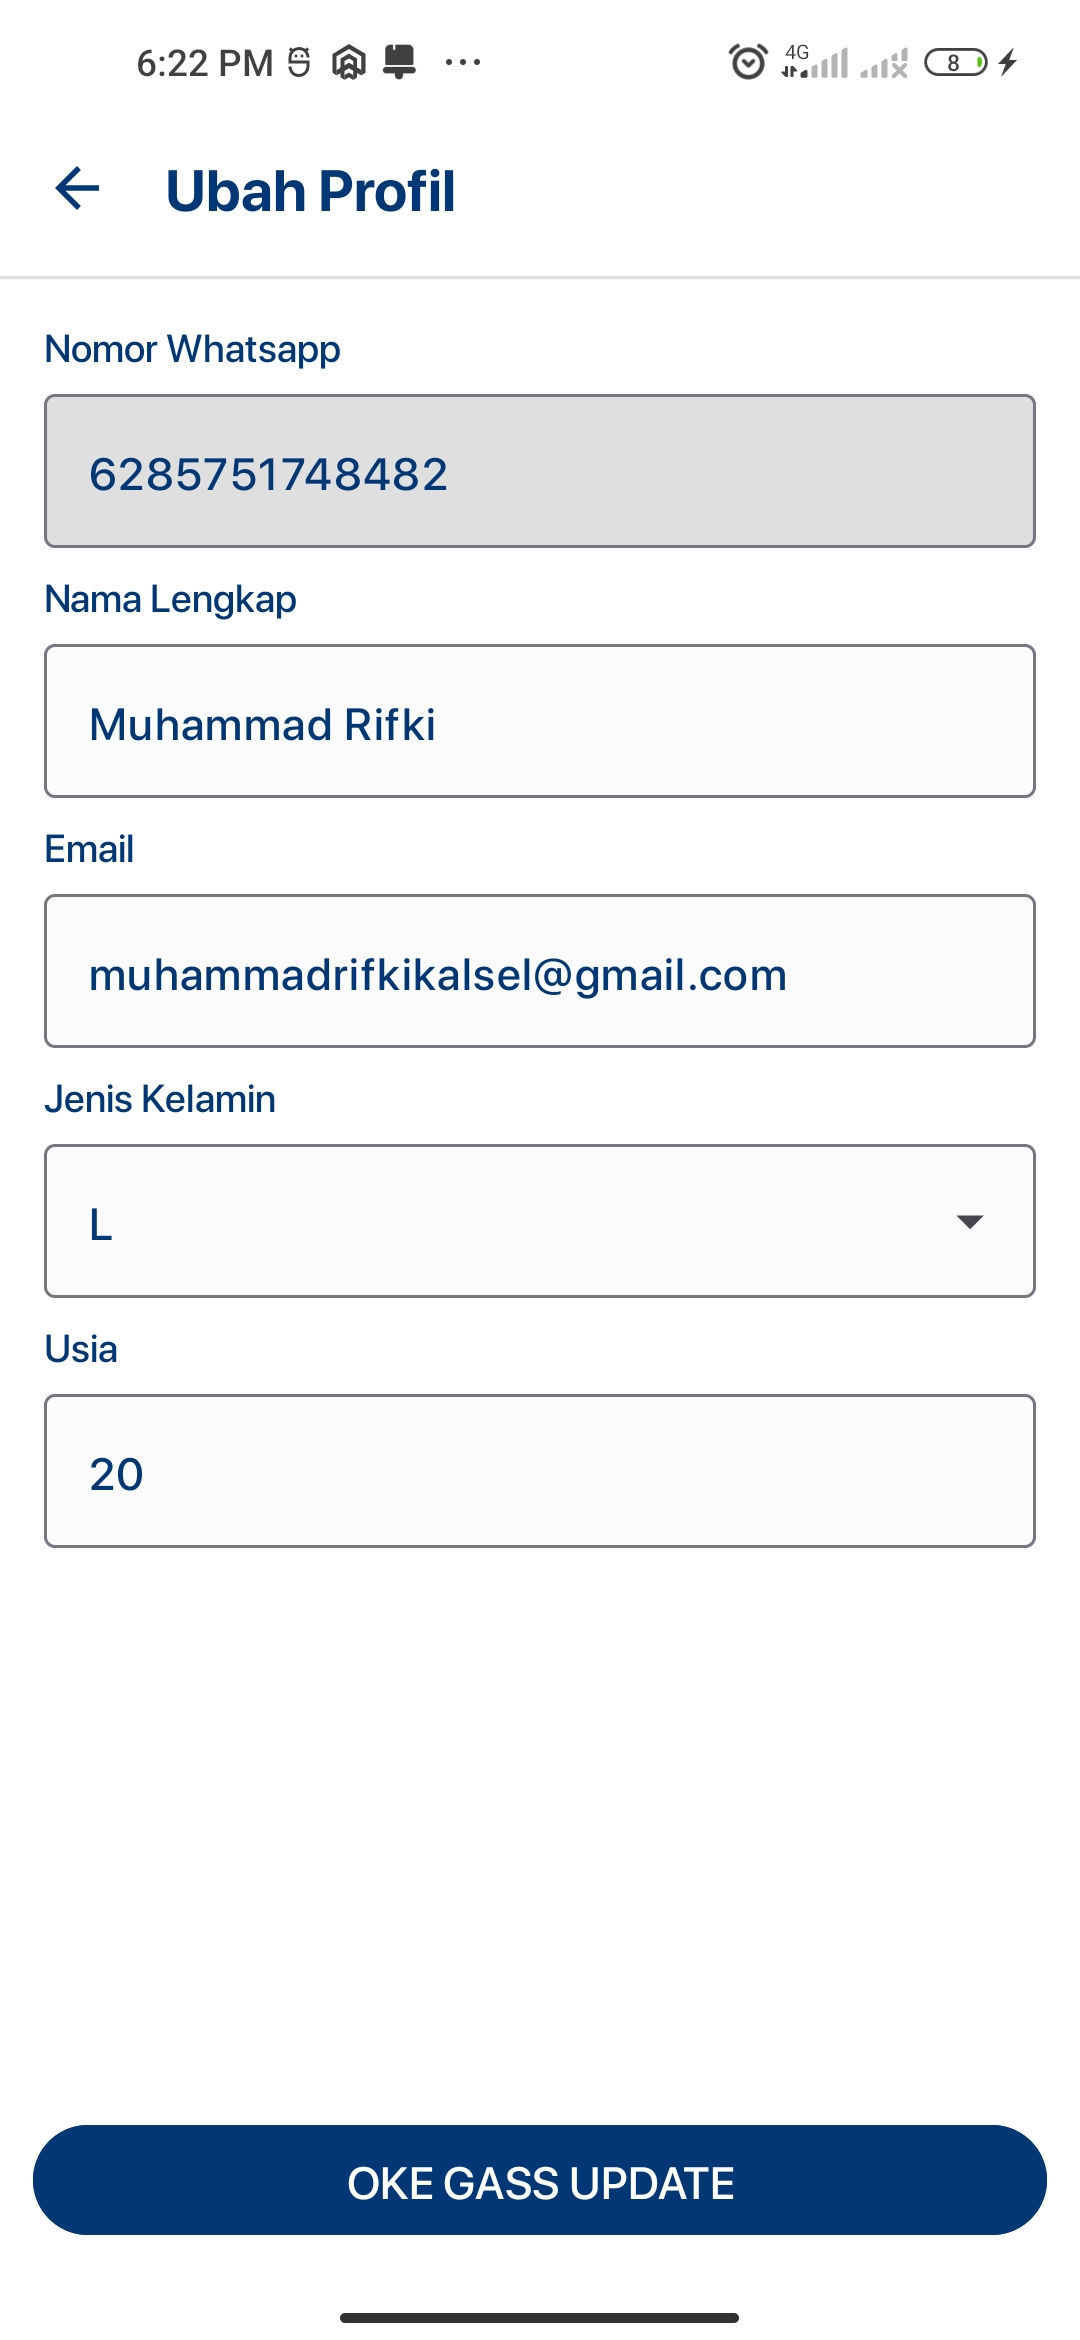 6:22 PM
4G
8
Ubah Profil
Nomor Whatsapp
6285751748482
Nama Lengkap
Muhammad Rifki
Email
muhammadrifkikalsel@gmail.com
Jenis Kelamin
L
Usia
20
OKE GASS UPDATE